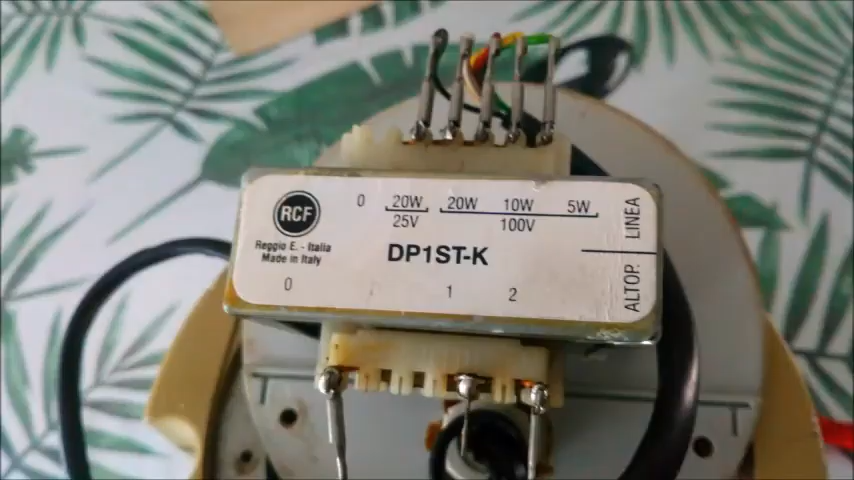 RCF
Reggio E. - Italia
Made in Italy
0 20W 20W 10W 5W
25V 100V
DP1ST-K
LINEA
ALTOP.
0 1 2